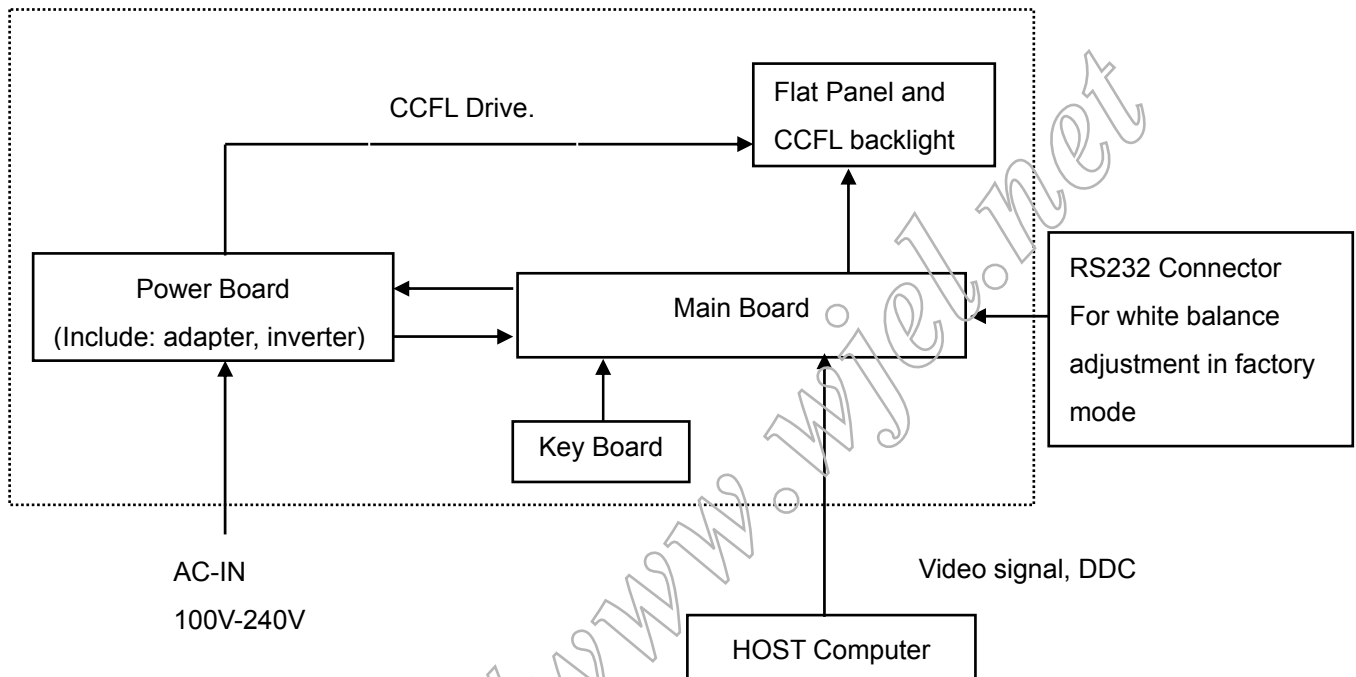 CCFL Drive.
Flat Panel and
CCFL backlight
Power Board
(Include: adapter, inverter)
Main Board
RS232 Connector
For white balance
adjustment in factory
mode
Key Board
AC-IN
100V-240V
Video signal, DDC
HOST Computer
www.wjel.net